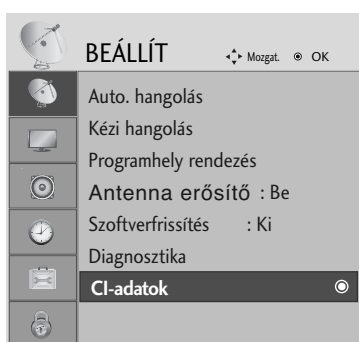 BEÁLLÍT Mozgat. OK
Auto. hangolás
Kézi hangolás
Programhely rendezés
Antenna erősítő : Be
Szoftverfrissítés : Ki
Diagnosztika
CI-adatok